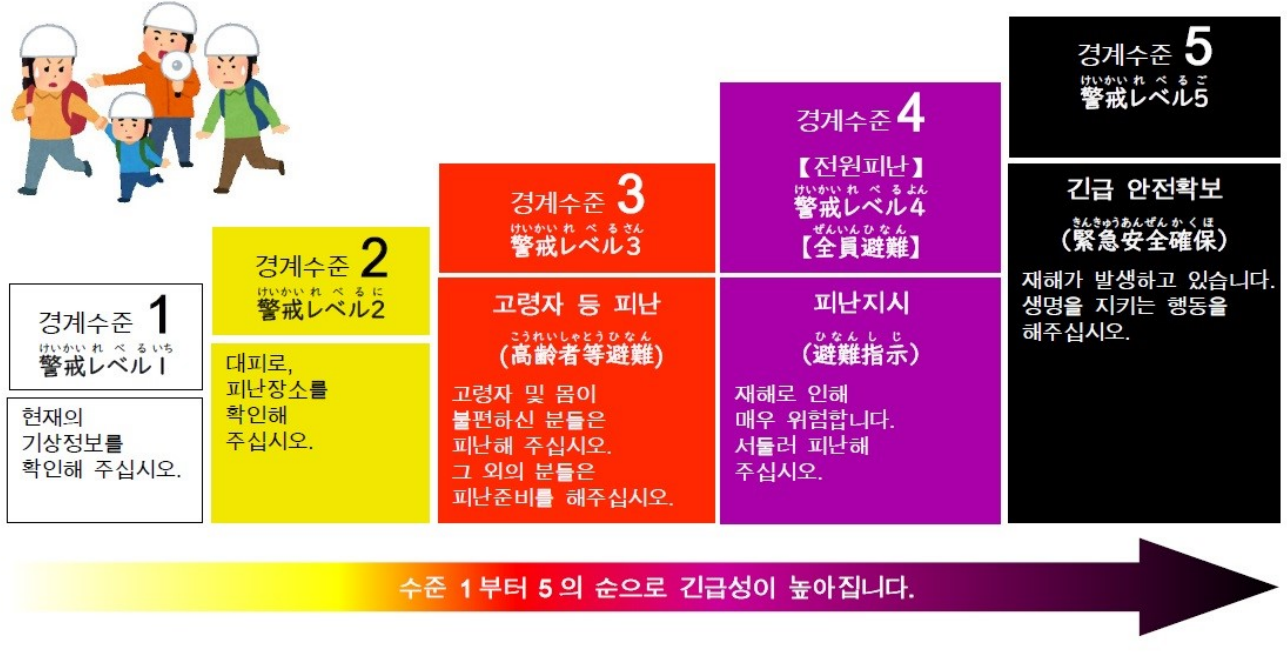 경계수준 1
けいかいれべるいち
警戒レベル1
현재의
기상정보를
확인해 주십시오.
경계수준 2
けいかいれべるに
警戒レベル2
대피로,
피난장소를
확인해
주십시오.
경계수준 3
けいかいれべるさん
警戒レベル3
고령자 등 피난
こうれいしゃとうひなん
(高齢者等避難)
고령자 및 몸이
불편하신 분들은
피난해 주십시오.
그 외의 분들은
피난준비를 해주십시오.
경계수준 4
【전원피난】
けいかいれべるよん
警戒レベル4
ぜんいんひなん
【全員避難】
피난지시
ひなんしじ
(避難指示)
재해로 인해
매우 위험합니다.
서둘러 피난해
주십시오.
경계수준 5
けいかいれべるご
警戒レベル5
긴급 안전확보
きんきゅうあんぜんかくほ
(緊急安全確保)
재해가 발생하고 있습니다.
생명을 지키는 행동을
해주십시오.
수준 1부터 5의 순으로 긴급성이 높아집니다.